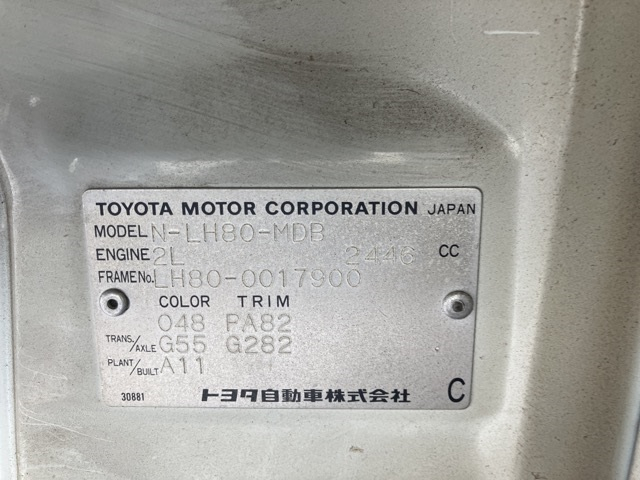 TOYOTA MOTOR CORPORATION JAPAN
MODEL N-LH80-MDB
ENGINE 2L 2446 CC
FRAME No. LH80-0017900
COLOR TRIM
048 PA82
TRANS./AXLE G55 G282
PLANT/BUILT A11
30881 トヨタ自動車株式会社 C